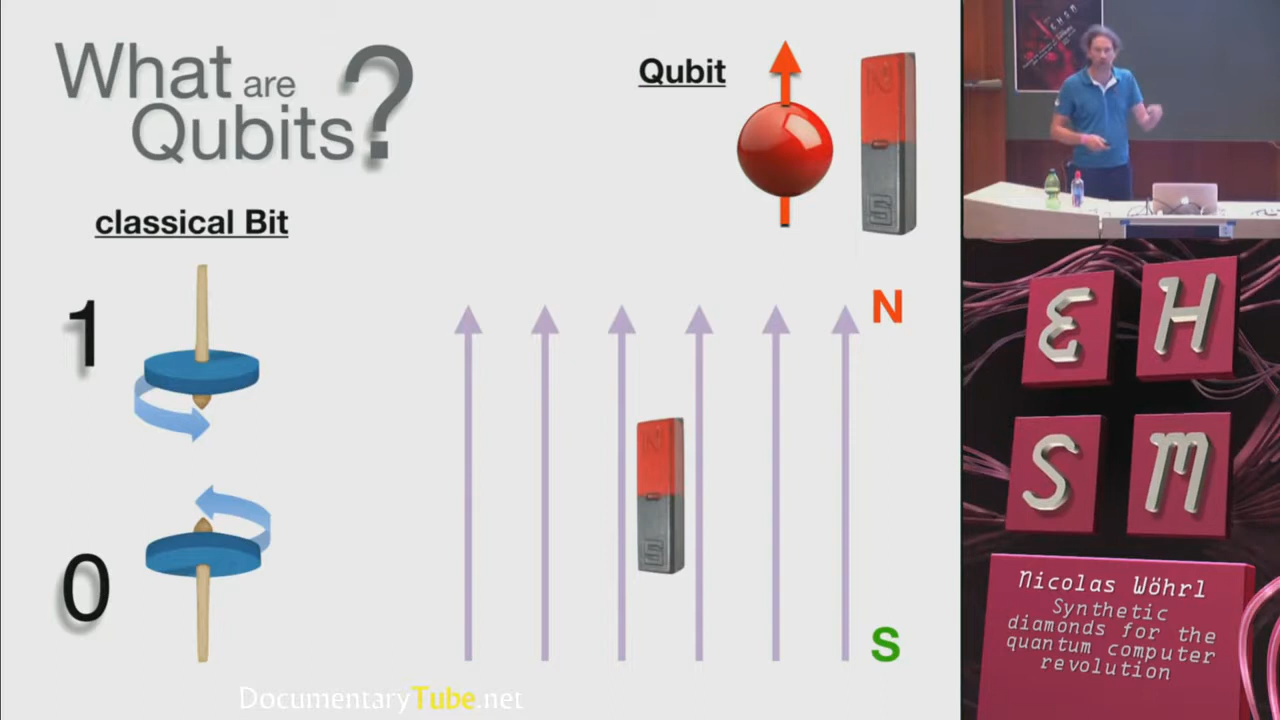 What are
Qubits?
classical Bit
1
0
Qubit
N
S
N
N
S
S
DocumentaryTube.net
E H
S M
EHSM
Nicolas Wöhrl
Synthetic
diamonds for the
quantum computer
revolution